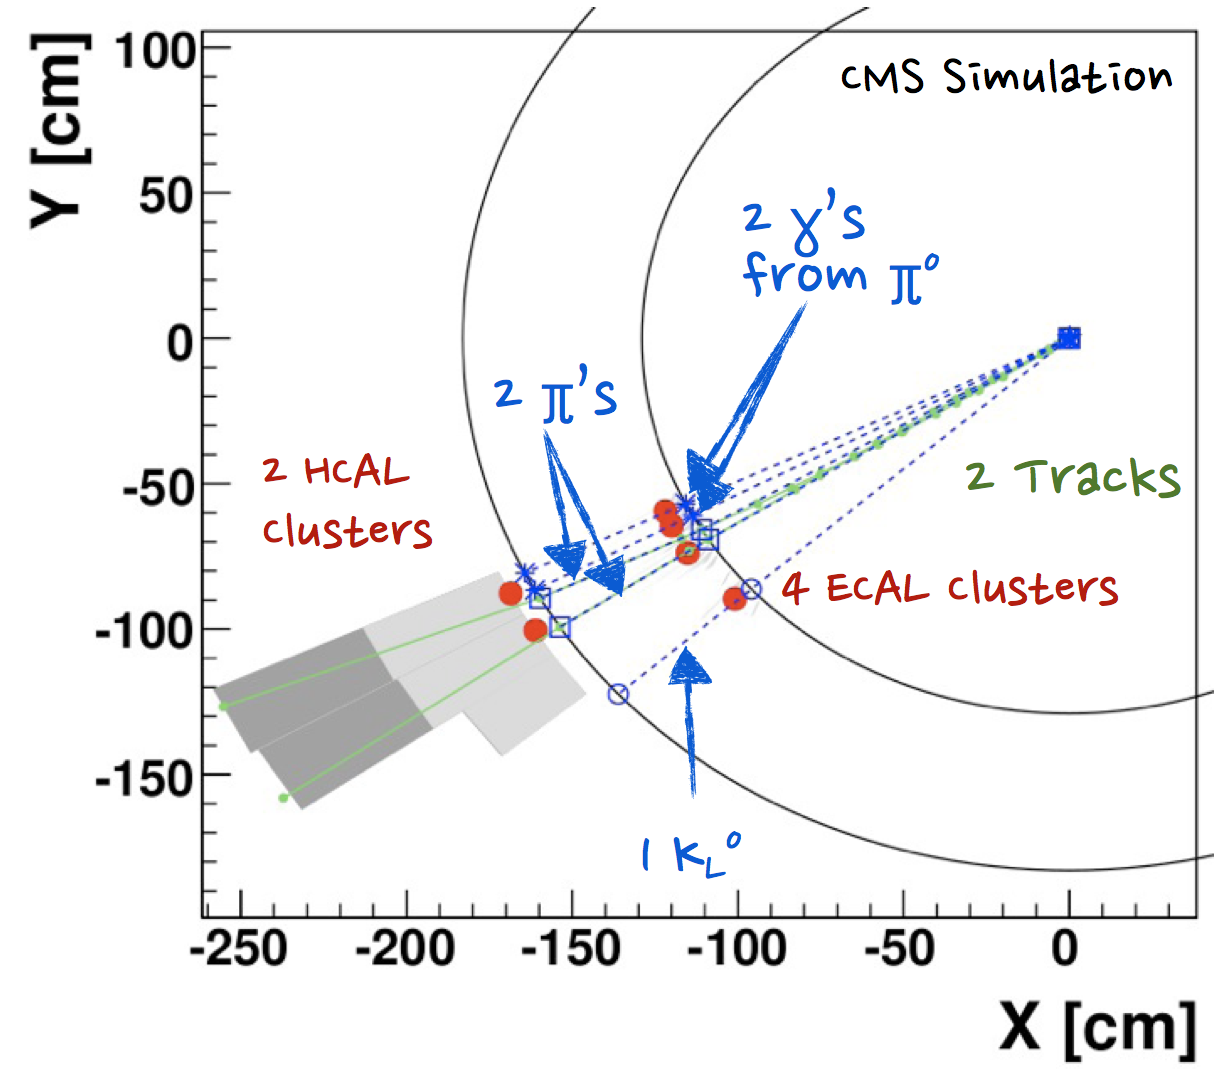 Y [cm]
100
50
0
-50
-100
-150
CMS Simulation
2 γ's
from π⁰
2 π's
2 HCAL
clusters
2 Tracks
4 ECAL clusters
1 KL⁰
-250 -200 -150 -100 -50 0
X [cm]